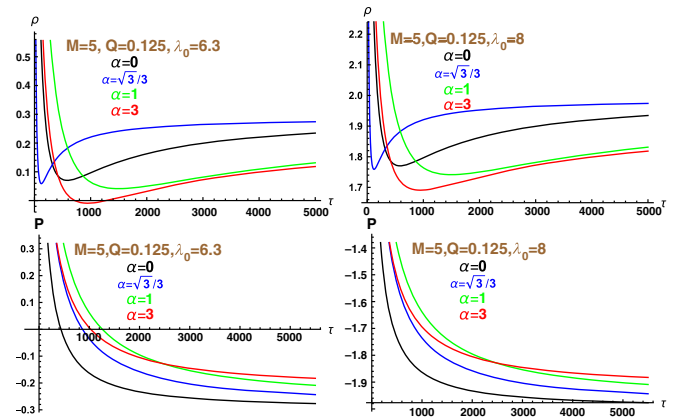 ρ
M=5, Q=0.125,λ₀=6.3
α=0
α=√3/3
α=1
α=3
0.5
0.4
0.3
0.2
0.1
0 1000 2000 3000 4000 5000 τ
ρ
M=5,Q=0.125,λ₀=8
α=0
α=√3/3
α=1
α=3
2.2
2.1
2.0
1.9
1.8
1.7
0 1000 2000 3000 4000 5000 τ
P
M=5,Q=0.125,λ₀=6.3
α=0
α=√3/3
α=1
α=3
0.3
0.2
0.1
1000 2000 3000 4000 5000 τ
-0.1
-0.2
-0.3
P
M=5,Q=0.125,λ₀=8
α=0
α=√3/3
α=1
α=3
-1.4
-1.5
-1.6
-1.7
-1.8
-1.9
1000 2000 3000 4000 5000 τ